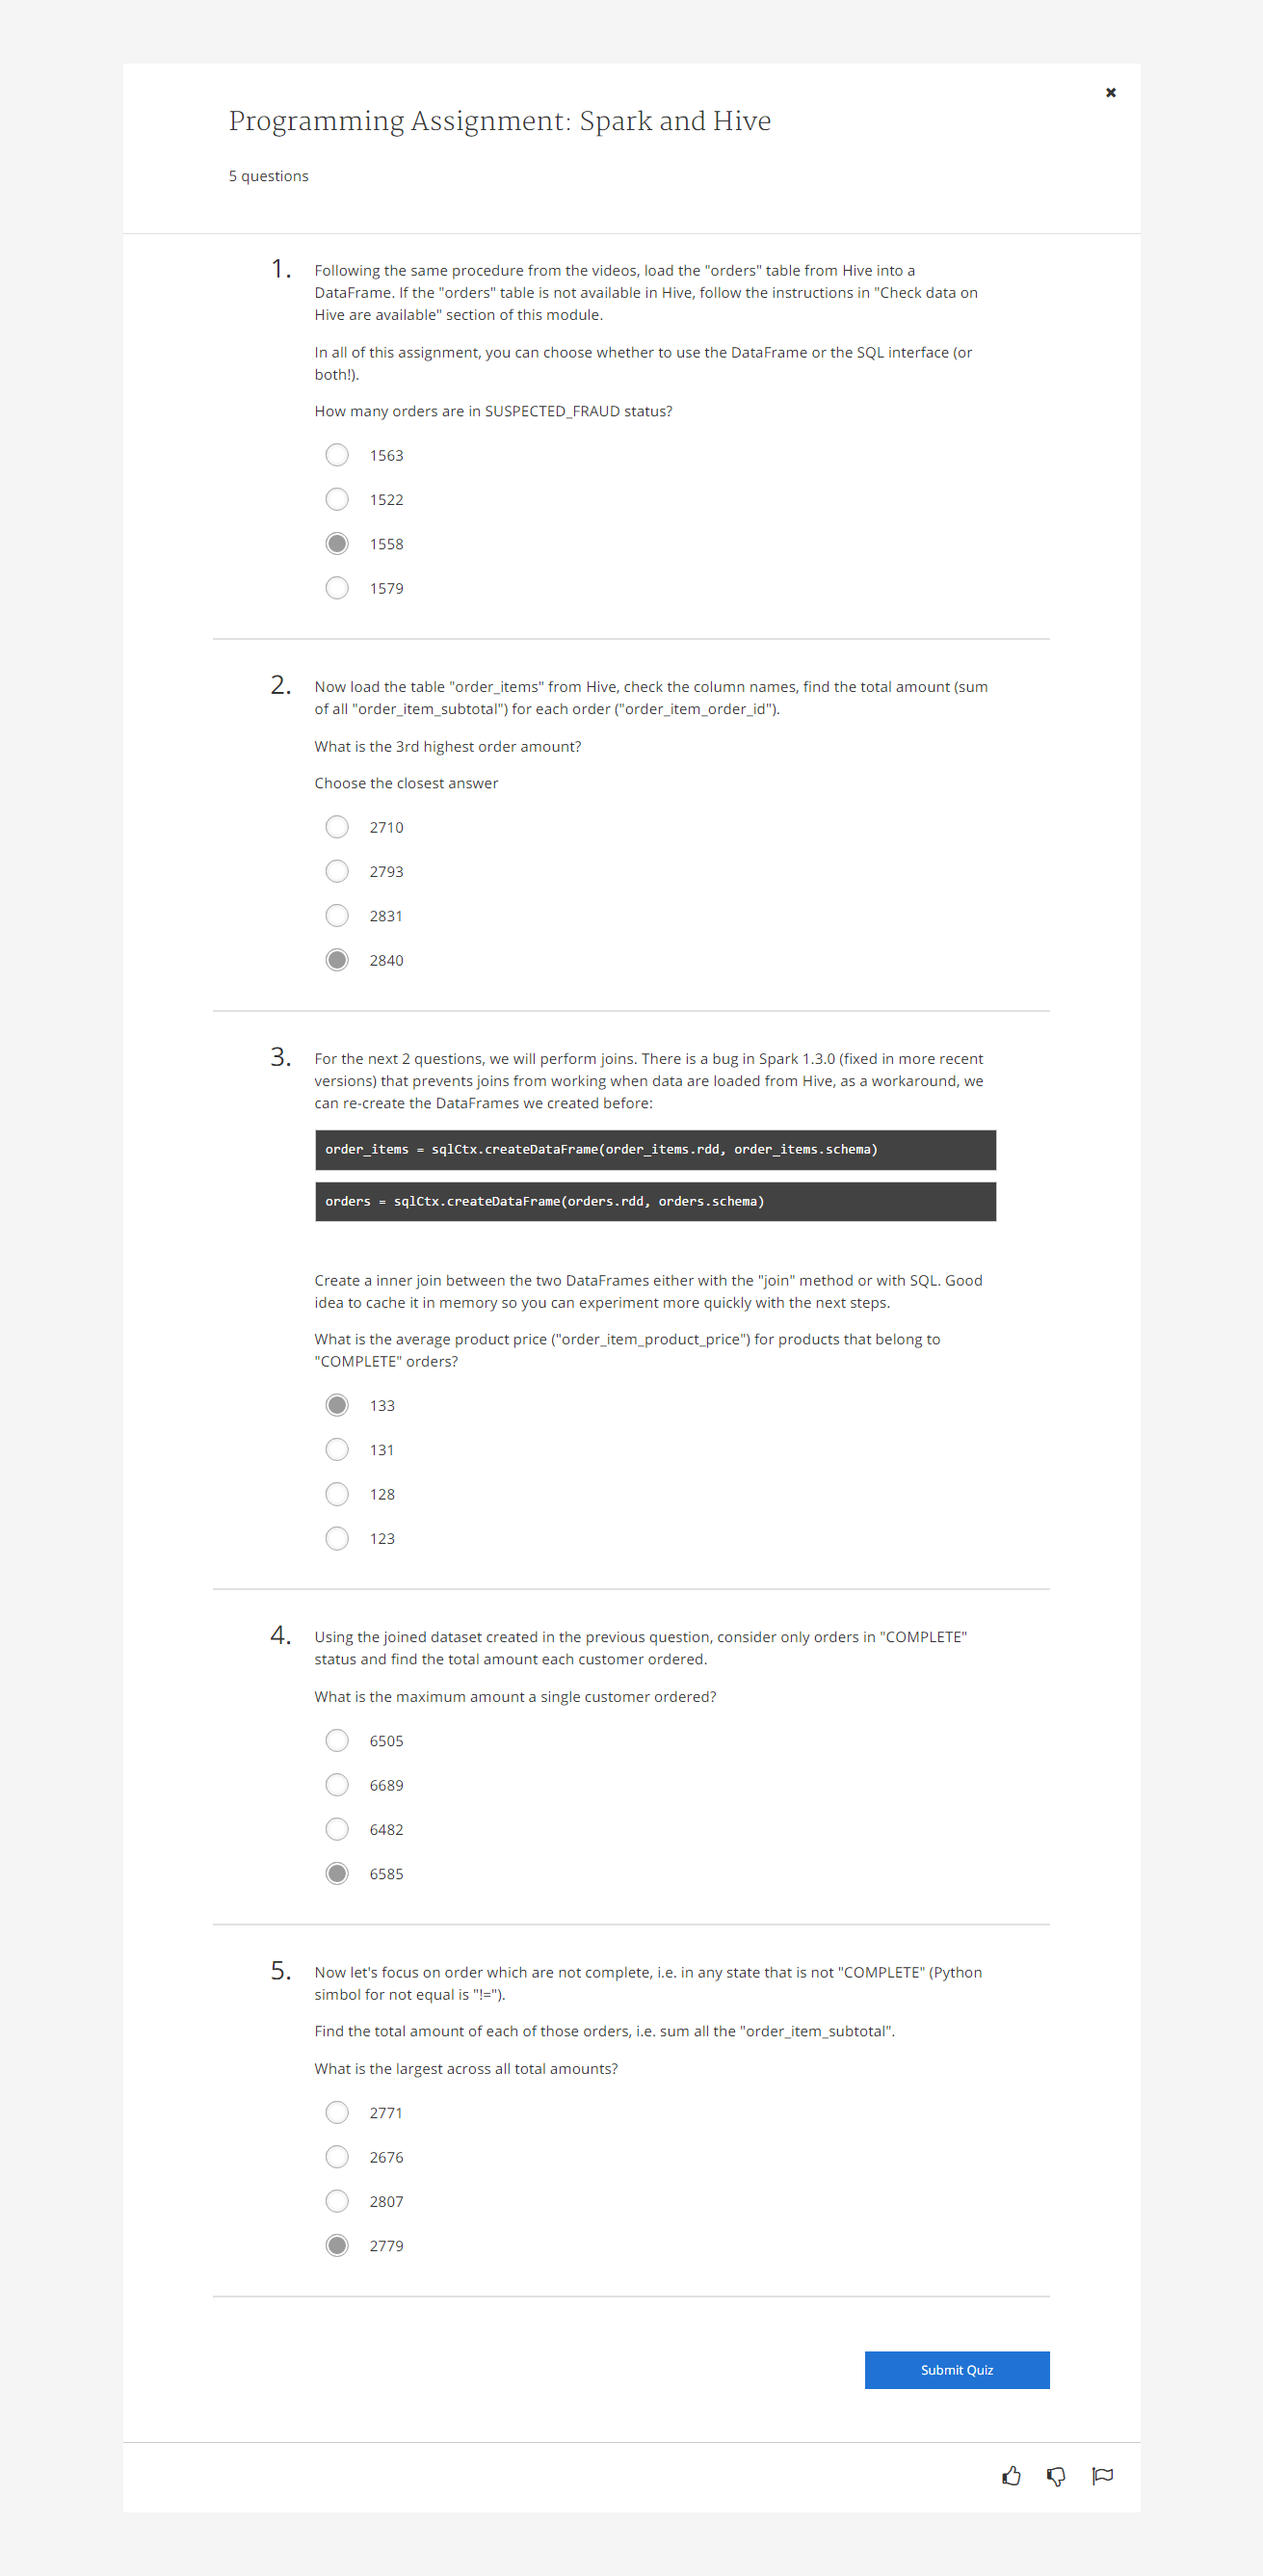 Programming Assignment: Spark and Hive
5 questions
1.
Following the same procedure from the videos, load the "orders" table from Hive into a
DataFrame. If the "orders" table is not available in Hive, follow the instructions in "Check data on
Hive are available" section of this module.
In all of this assignment, you can choose whether to use the DataFrame or the SQL interface (or
both!).
How many orders are in SUSPECTED_FRAUD status?
1563
1522
1558
1579
2.
Now load the table "order_items" from Hive, check the column names, find the total amount (sum
of all "order_item_subtotal") for each order ("order_item_order_id").
What is the 3rd highest order amount?
Choose the closest answer
2710
2793
2831
2840
3.
For the next 2 questions, we will perform joins. There is a bug in Spark 1.3.0 (fixed in more recent
versions) that prevents joins from working when data are loaded from Hive, as a workaround, we
can re-create the DataFrames we created before:
order_items = sqlCtx.createDataFrame(order_items.rdd, order_items.schema)
orders = sqlCtx.createDataFrame(orders.rdd, orders.schema)
Create a inner join between the two DataFrames either with the "join" method or with SQL. Good
idea to cache it in memory so you can experiment more quickly with the next steps.
What is the average product price ("order_item_product_price") for products that belong to
"COMPLETE" orders?
133
131
128
123
4.
Using the joined dataset created in the previous question, consider only orders in "COMPLETE"
status and find the total amount each customer ordered.
What is the maximum amount a single customer ordered?
6505
6689
6482
6585
5.
Now let's focus on order which are not complete, i.e. in any state that is not "COMPLETE" (Python
simbol for not equal is "!=").
Find the total amount of each of those orders, i.e. sum all the "order_item_subtotal".
What is the largest across all total amounts?
2771
2676
2807
2779
Submit Quiz